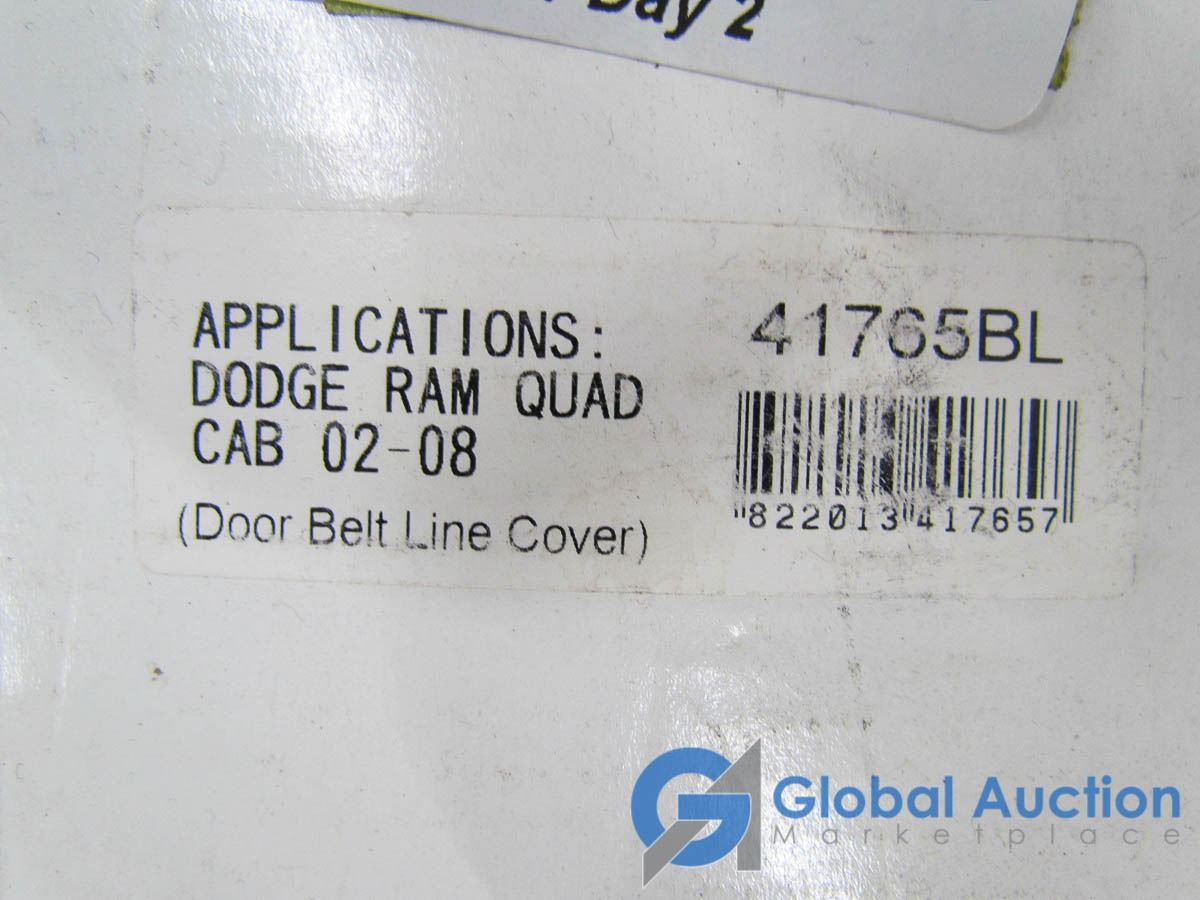 Day 2
APPLICATIONS:
DODGE RAM QUAD
CAB 02-08
(Door Belt Line Cover)
41765BL
822013 417657
Global Auction
Marketplace